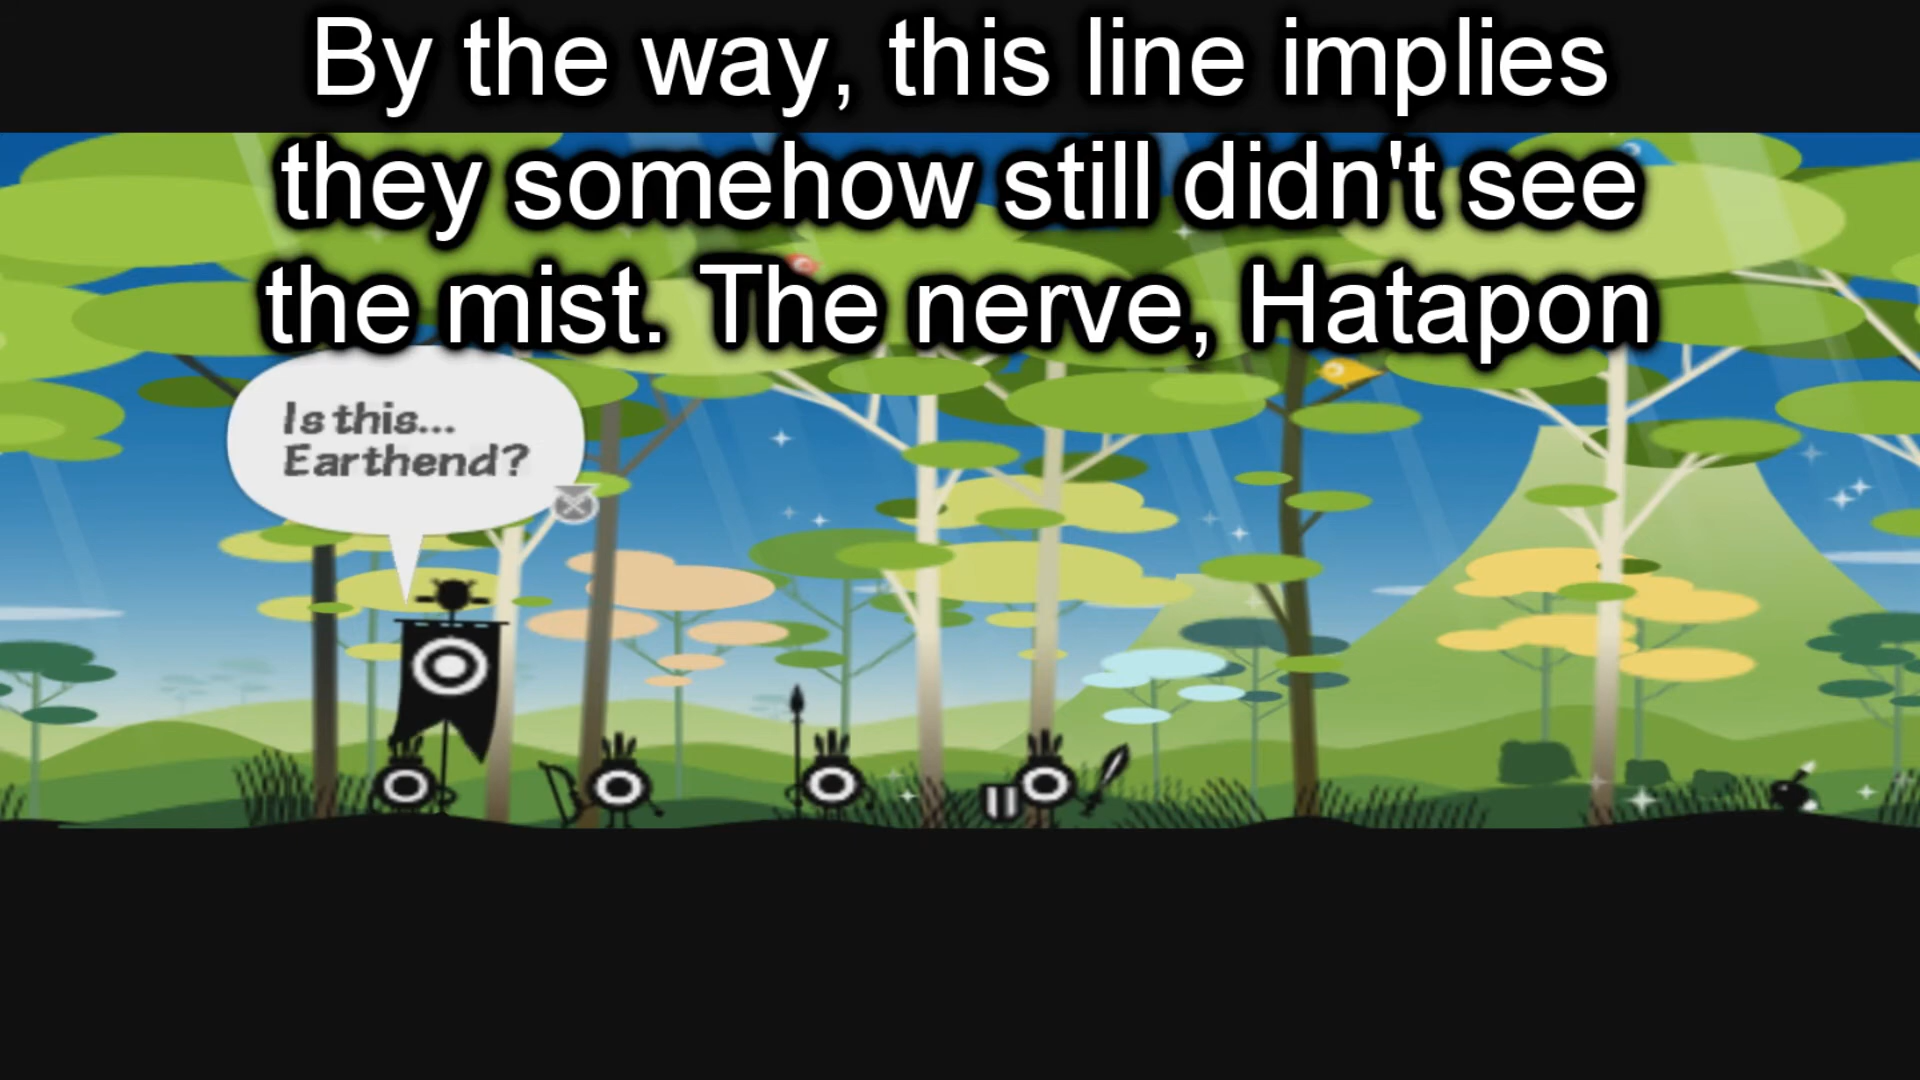 By the way, this line implies
they somehow still didn't see
the mist. The nerve, Hatapon
Is this...
Earthend?